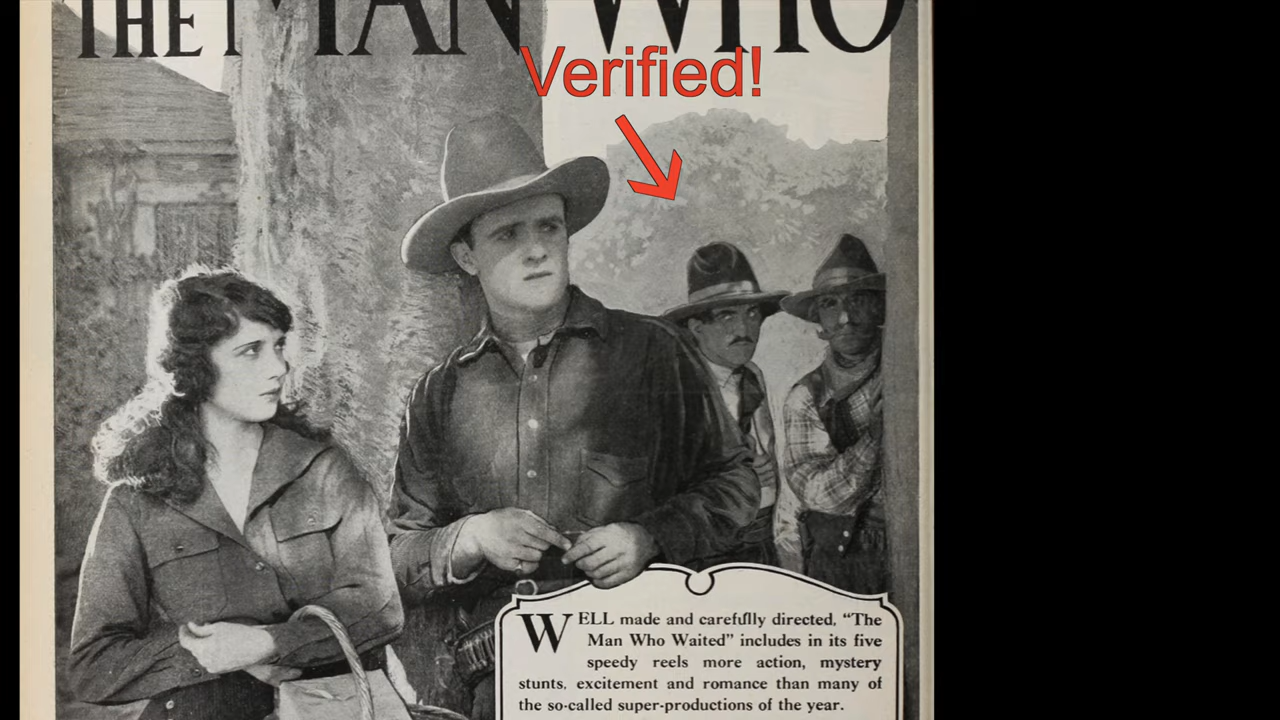 THE MAN WHO
Verified!
WELL made and carefully directed, “The
Man Who Waited” includes in its five
speedy reels more action, mystery
stunts, excitement and romance than many of
the so-called super-productions of the year.